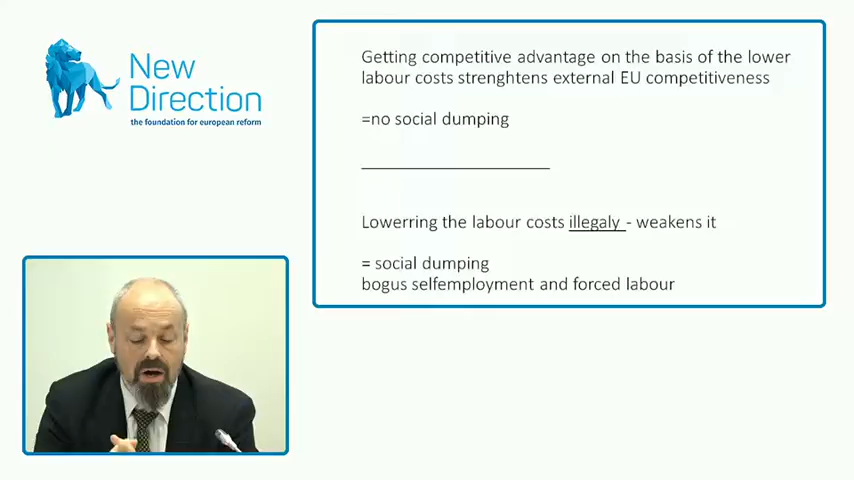 New
Direction
the foundation for european reform
Getting competitive advantage on the basis of the lower
labour costs strenghtens external EU competitiveness
=no social dumping
Lowerring the labour costs illegaly - weakens it
= social dumping
bogus selfemployment and forced labour